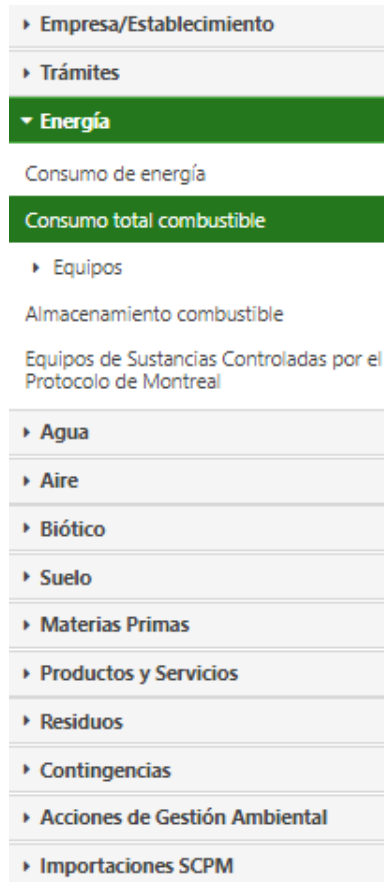 Empresa/Establecimiento
Trámites
Energía
Consumo de energía
Consumo total combustible
Equipos
Almacenamiento combustible
Equipos de Sustancias Controladas por el
Protocolo de Montreal
Agua
Aire
Biótico
Suelo
Materias Primas
Productos y Servicios
Residuos
Contingencias
Acciones de Gestión Ambiental
Importaciones SCPM